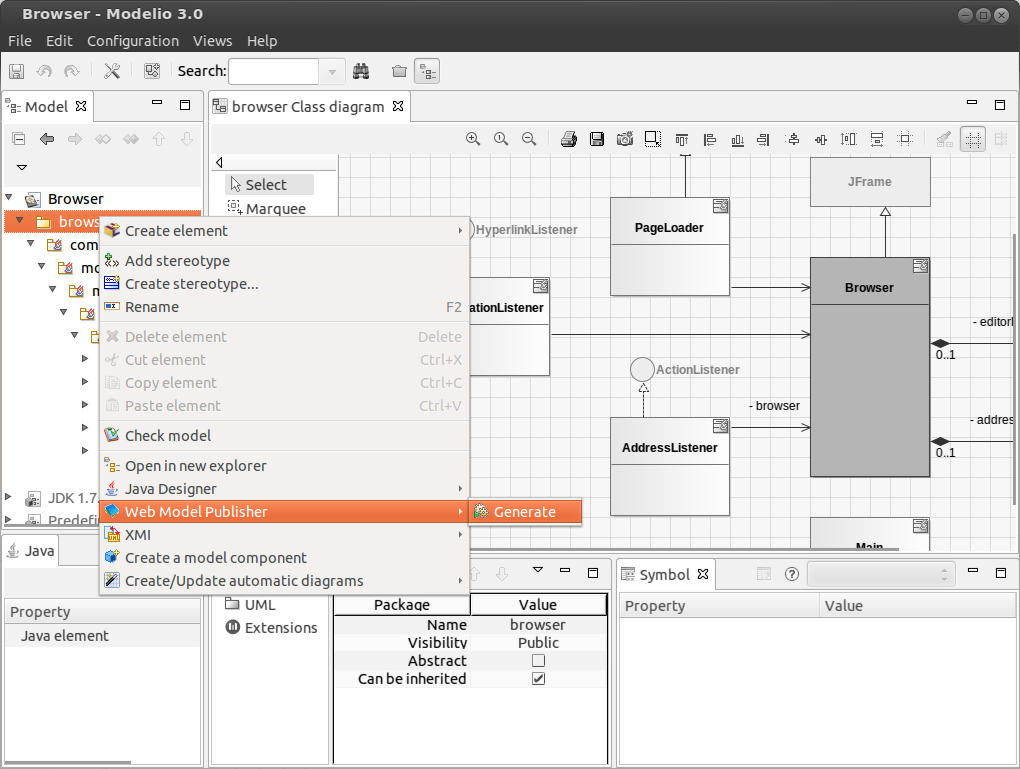 Browser - Modelio 3.0
File Edit Configuration Views Help
Search:
Model
browser Class diagram
Select
Marquee
Browser
brows
com
mo
JDK 1.7.
Predefi
Create element
Add stereotype
Create stereotype...
Rename F2
Delete element Delete
Cut element Ctrl+X
Copy element Ctrl+C
Paste element Ctrl+V
Check model
Open in new explorer
Java Designer
Web Model Publisher
Generate
XMI
Create a model component
Create/Update automatic diagrams
HyperlinkListener
ationListener
PageLoader
JFrame
Browser
- editorl
0..1
ActionListener
- browser
AddressListener
- addres
0..1
Main
Java
Property
Java element
UML
Extensions
Package Value
Name browser
Visibility Public
Abstract
Can be inherited
Symbol
Property Value